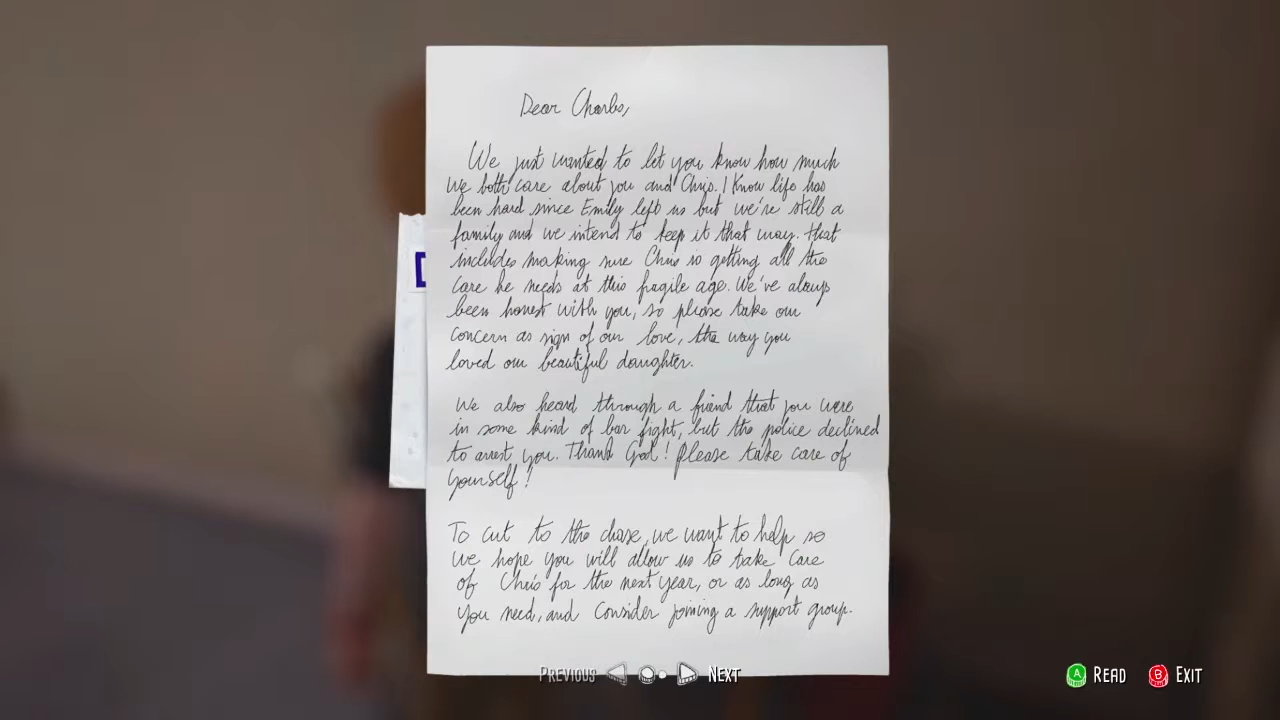 Dear Charles,
We just wanted to let you know how much
we both care about you and Chris. I know life has
been hard since Emily left us but we're still a
family and we intend to keep it that way. That
includes making sure Chris is getting all the
care he needs at this fragile age. We've always
been honest with you, so please take our
concern as sign of our love, the way you
loved our beautiful daughter.
We also heard through a friend that you were
in some kind of bar fight, but the police declined
to arrest you. Thank God! Please take care of
yourself!
To cut to the chase, we want to help so
we hope you will allow us to take care
of Chris for the next year, or as long as
you need, and consider joining a support group.
PREVIOUS NEXT
A READ B EXIT